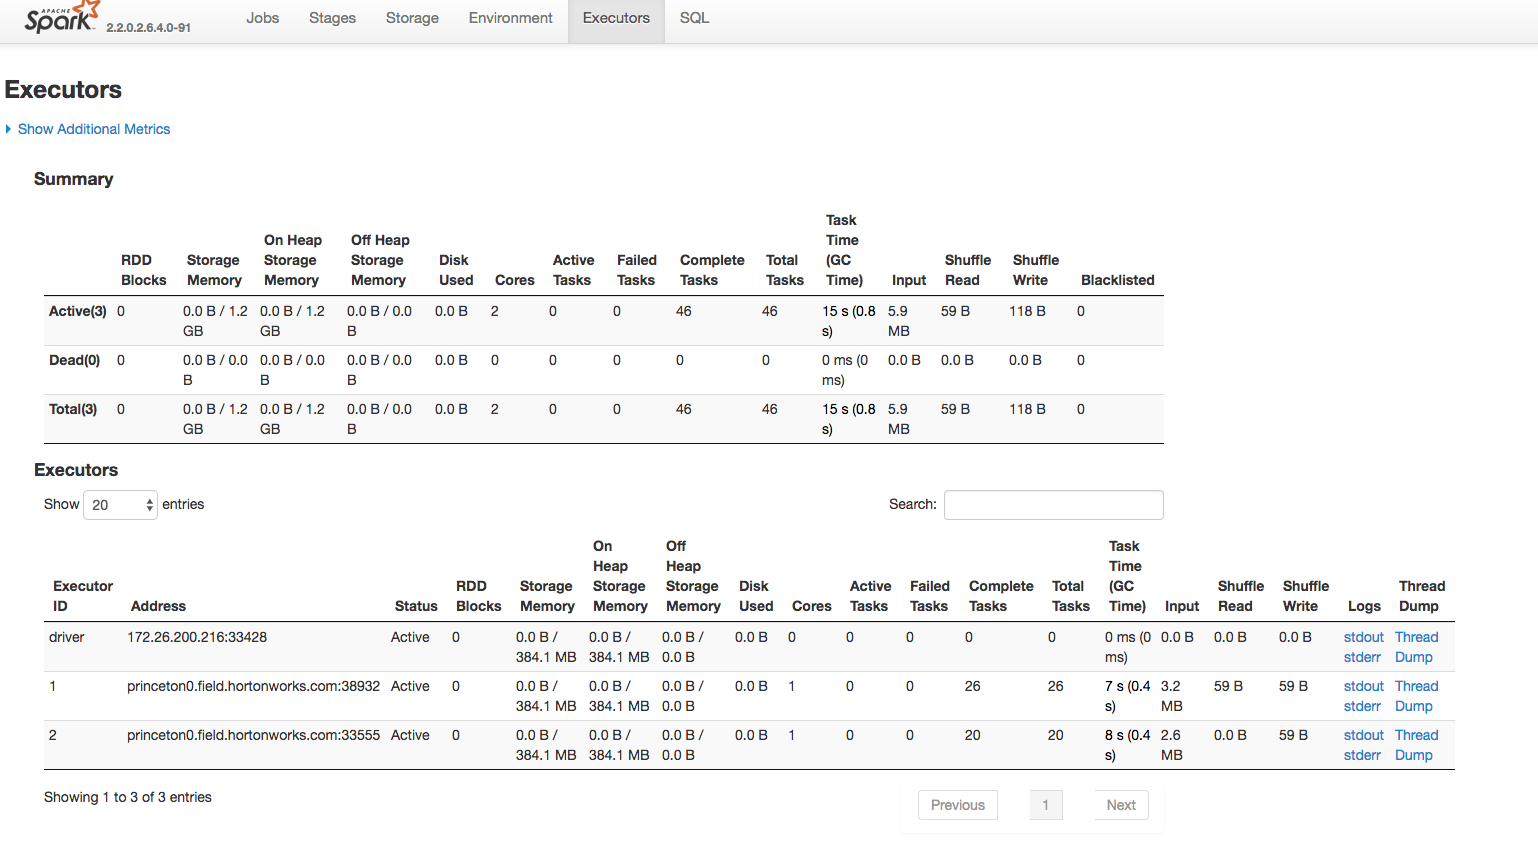 APACHE
Spark 2.2.0.2.6.4.0-91 Jobs Stages Storage Environment Executors SQL
Executors
Show Additional Metrics
Summary
RDD Blocks Storage Memory On Heap Storage Memory Off Heap Storage Memory Disk Used Cores Active Tasks Failed Tasks Complete Tasks Total Tasks Task Time (GC Time) Input Shuffle Read Shuffle Write Blacklisted
Active(3) 0 0.0 B / 1.2 GB 0.0 B / 1.2 GB 0.0 B / 0.0 B 0.0 B 2 0 0 46 46 15 s (0.8 s) 5.9 MB 59 B 118 B 0
Dead(0) 0 0.0 B / 0.0 B 0.0 B / 0.0 B 0.0 B / 0.0 B 0.0 B 0 0 0 0 0 0 ms (0 ms) 0.0 B 0.0 B 0.0 B 0
Total(3) 0 0.0 B / 1.2 GB 0.0 B / 1.2 GB 0.0 B / 0.0 B 0.0 B 2 0 0 46 46 15 s (0.8 s) 5.9 MB 59 B 118 B 0
Executors
Show 20 entries Search:
Executor ID Address Status RDD Blocks Storage Memory On Heap Storage Memory Off Heap Storage Memory Disk Used Cores Active Tasks Failed Tasks Complete Tasks Total Tasks Task Time (GC Time) Input Shuffle Read Shuffle Write Logs Thread Dump
driver 172.26.200.216:33428 Active 0 0.0 B / 384.1 MB 0.0 B / 384.1 MB 0.0 B / 0.0 B 0.0 B 0 0 0 0 0 0 ms (0 ms) 0.0 B 0.0 B 0.0 B stdout stderr Thread Dump
1 princeton0.field.hortonworks.com:38932 Active 0 0.0 B / 384.1 MB 0.0 B / 384.1 MB 0.0 B / 0.0 B 0.0 B 1 0 0 26 26 7 s (0.4 s) 3.2 MB 59 B 59 B stdout stderr Thread Dump
2 princeton0.field.hortonworks.com:33555 Active 0 0.0 B / 384.1 MB 0.0 B / 384.1 MB 0.0 B / 0.0 B 0.0 B 1 0 0 20 20 8 s (0.4 s) 2.6 MB 0.0 B 59 B stdout stderr Thread Dump
Showing 1 to 3 of 3 entries
Previous 1 Next